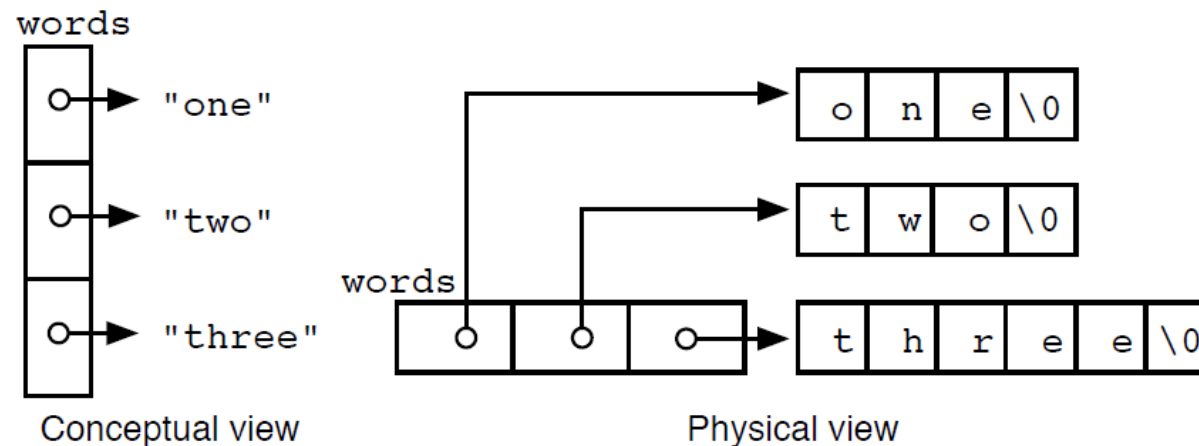 words
"one"
"two"
"three"
Conceptual view
o n e \0
t w o \0
words
t h r e e \0
Physical view